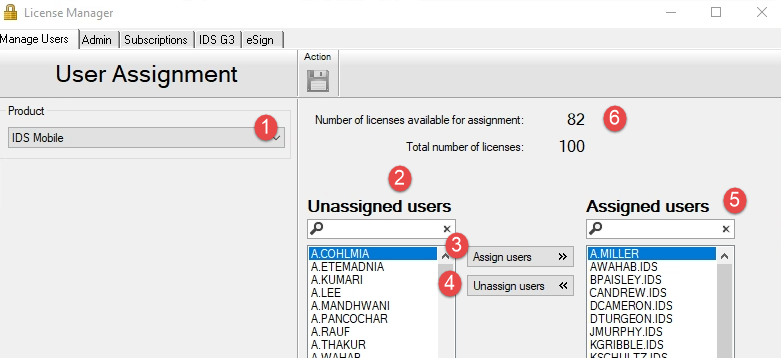 License Manager
Manage Users Admin Subscriptions IDS G3 eSign
User Assignment
Action
Product
1
IDS Mobile
Number of licenses available for assignment: 82
6
Total number of licenses: 100
2
Unassigned users
A.COHLMIA
A.ETEMADNIA
A.KUMARI
A.LEE
A.MANDHWANI
A.PANCOCHAR
A.RAUF
A.THAKUR
A.WAHAB
3
Assign users »
4
Unassign users «
5
Assigned users
A.MILLER
AWAHAB.IDS
BPAISLEY.IDS
CANDREW.IDS
DCAMERON.IDS
DTURGEON.IDS
JMURPHY.IDS
KGRIBBLE.IDS
KSCHULTZ.IDS